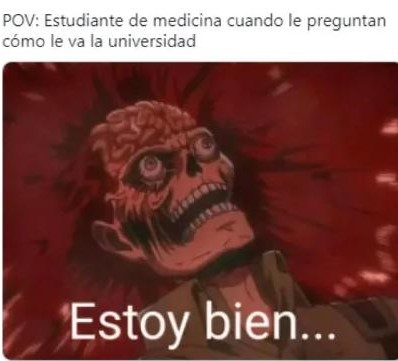 POV: Estudiante de medicina cuando le preguntan
cómo le va la universidad
Estoy bien...